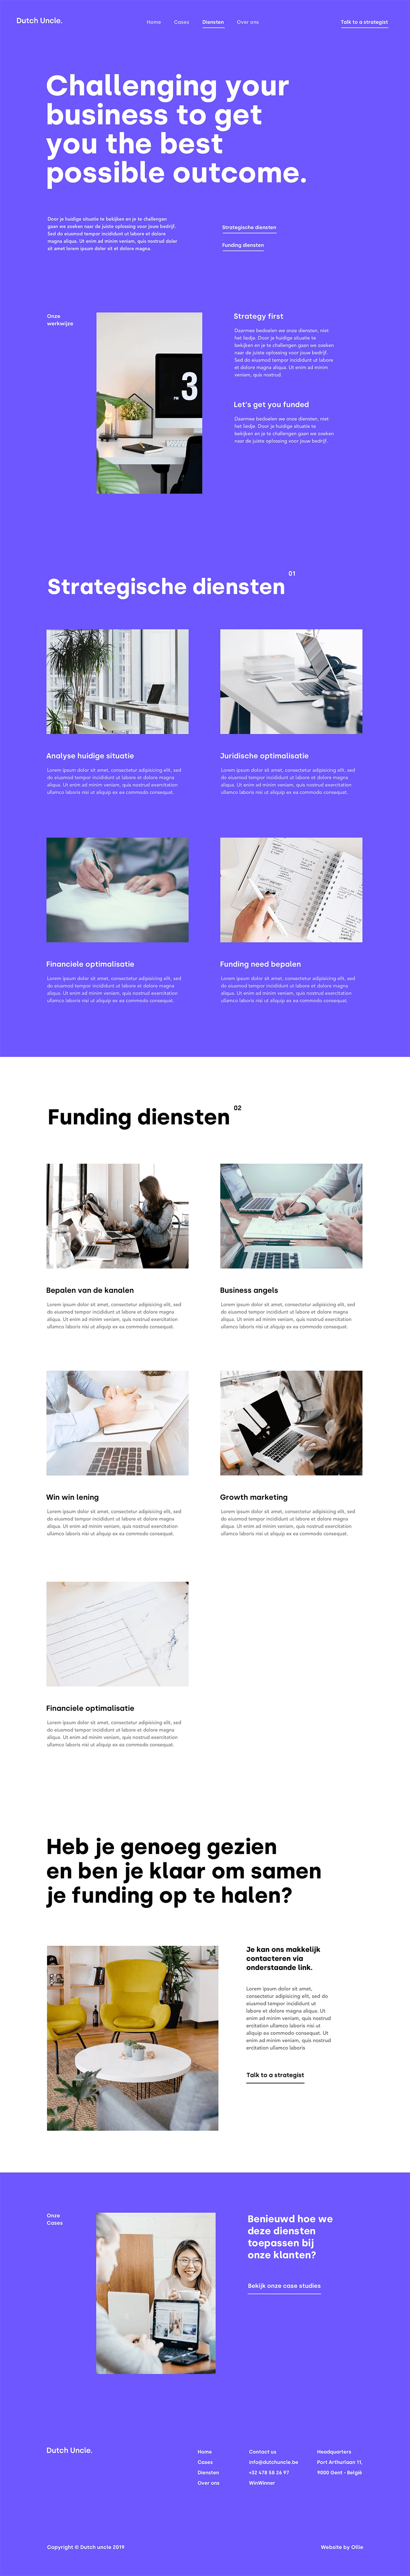 Dutch Uncle.
Home
Cases
Diensten
Over ons
Talk to a strategist
Challenging your
business to get
you the best
possible outcome.
Door je huidige situatie te bekijken en je te challengen
gaan we zoeken naar de juiste oplossing voor jouw bedrijf.
Sed do eiusmod tempor incididunt ut labore et dolore
magna aliqua. Ut enim ad minim veniam, quis nostrud dolor
sit amet lorem ipsum dolor sit et dolore magna.
Strategische diensten
Funding diensten
Onze
werkwijze
3
PM
Strategy first
Daarmee bedoelen we onze diensten, niet
het liedje. Door je huidige situatie te
bekijken en je te challengen gaan we zoeken
naar de juiste oplossing voor jouw bedrijf.
Sed do eiusmod tempor incididunt ut labore
et dolore magna aliqua. Ut enim ad minim
veniam, quis nostrud.
Let's get you funded
Daarmee bedoelen we onze diensten, niet
het liedje. Door je huidige situatie te
bekijken en je te challengen gaan we zoeken
naar de juiste oplossing voor jouw bedrijf.
Strategische diensten
01
Analyse huidige situatie
Lorem ipsum dolor sit amet, consectetur adipisicing elit, sed
do eiusmod tempor incididunt ut labore et dolore magna
aliqua. Ut enim ad minim veniam, quis nostrud exercitation
ullamco laboris nisi ut aliquip ex ea commodo consequat.
Juridische optimalisatie
Lorem ipsum dolor sit amet, consectetur adipisicing elit, sed
do eiusmod tempor incididunt ut labore et dolore magna
aliqua. Ut enim ad minim veniam, quis nostrud exercitation
ullamco laboris nisi ut aliquip ex ea commodo consequat.
Financiele optimalisatie
Lorem ipsum dolor sit amet, consectetur adipisicing elit, sed
do eiusmod tempor incididunt ut labore et dolore magna
aliqua. Ut enim ad minim veniam, quis nostrud exercitation
ullamco laboris nisi ut aliquip ex ea commodo consequat.
Funding need bepalen
Lorem ipsum dolor sit amet, consectetur adipisicing elit, sed
do eiusmod tempor incididunt ut labore et dolore magna
aliqua. Ut enim ad minim veniam, quis nostrud exercitation
ullamco laboris nisi ut aliquip ex ea commodo consequat.
Funding diensten
02
Bepalen van de kanalen
Lorem ipsum dolor sit amet, consectetur adipisicing elit, sed
do eiusmod tempor incididunt ut labore et dolore magna
aliqua. Ut enim ad minim veniam, quis nostrud exercitation
ullamco laboris nisi ut aliquip ex ea commodo consequat.
Business angels
Lorem ipsum dolor sit amet, consectetur adipisicing elit, sed
do eiusmod tempor incididunt ut labore et dolore magna
aliqua. Ut enim ad minim veniam, quis nostrud exercitation
ullamco laboris nisi ut aliquip ex ea commodo consequat.
Win win lening
Lorem ipsum dolor sit amet, consectetur adipisicing elit, sed
do eiusmod tempor incididunt ut labore et dolore magna
aliqua. Ut enim ad minim veniam, quis nostrud exercitation
ullamco laboris nisi ut aliquip ex ea commodo consequat.
Growth marketing
Lorem ipsum dolor sit amet, consectetur adipisicing elit, sed
do eiusmod tempor incididunt ut labore et dolore magna
aliqua. Ut enim ad minim veniam, quis nostrud exercitation
ullamco laboris nisi ut aliquip ex ea commodo consequat.
Financiele optimalisatie
Lorem ipsum dolor sit amet, consectetur adipisicing elit, sed
do eiusmod tempor incididunt ut labore et dolore magna
aliqua. Ut enim ad minim veniam, quis nostrud exercitation
ullamco laboris nisi ut aliquip ex ea commodo consequat.
Heb je genoeg gezien
en ben je klaar om samen
je funding op te halen?
Je kan ons makkelijk
contacteren via
onderstaande link.
Lorem ipsum dolor sit amet,
consectetur adipisicing elit, sed do
eiusmod tempor incididunt ut
labore et dolore magna aliqua. Ut
enim ad minim veniam, quis nostrud
ercitation ullamco laboris nisi ut
aliquip ex ea commodo consequat. Ut
enim ad minim veniam, quis nostrud
ercitation ullamco laboris
Talk to a strategist
Onze
Cases
Benieuwd hoe we
deze diensten
toepassen bij
onze klanten?
Bekijk onze case studies
Dutch Uncle.
Home
Cases
Diensten
Over ons
Contact us
info@dutchuncle.be
+32 478 58 26 97
WinWinner
Headquarters
Port Arthurlaan 11,
9000 Gent - België
Copyright © Dutch uncle 2019
Website by Ollie